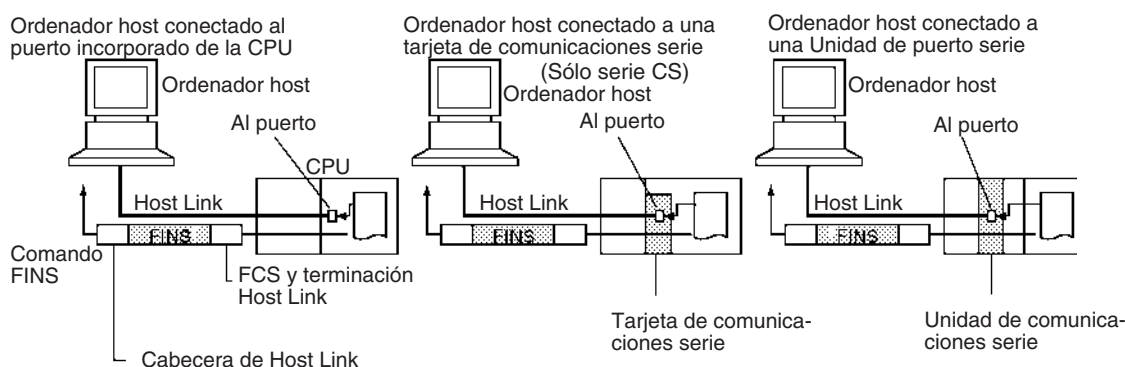 Ordenador host conectado al
puerto incorporado de la CPU
Ordenador host
Al puerto
CPU
Host Link
FINS
Comando
FINS
FCS y terminación
Host Link
Cabecera de Host Link
Ordenador host conectado a una
tarjeta de comunicaciones serie
(Sólo serie CS)
Ordenador host
Al puerto
Host Link
FINS
Tarjeta de comunica-
ciones serie
Ordenador host conectado a
una Unidad de puerto serie
Ordenador host
Al puerto
Host Link
FINS
Unidad de comunica-
ciones serie